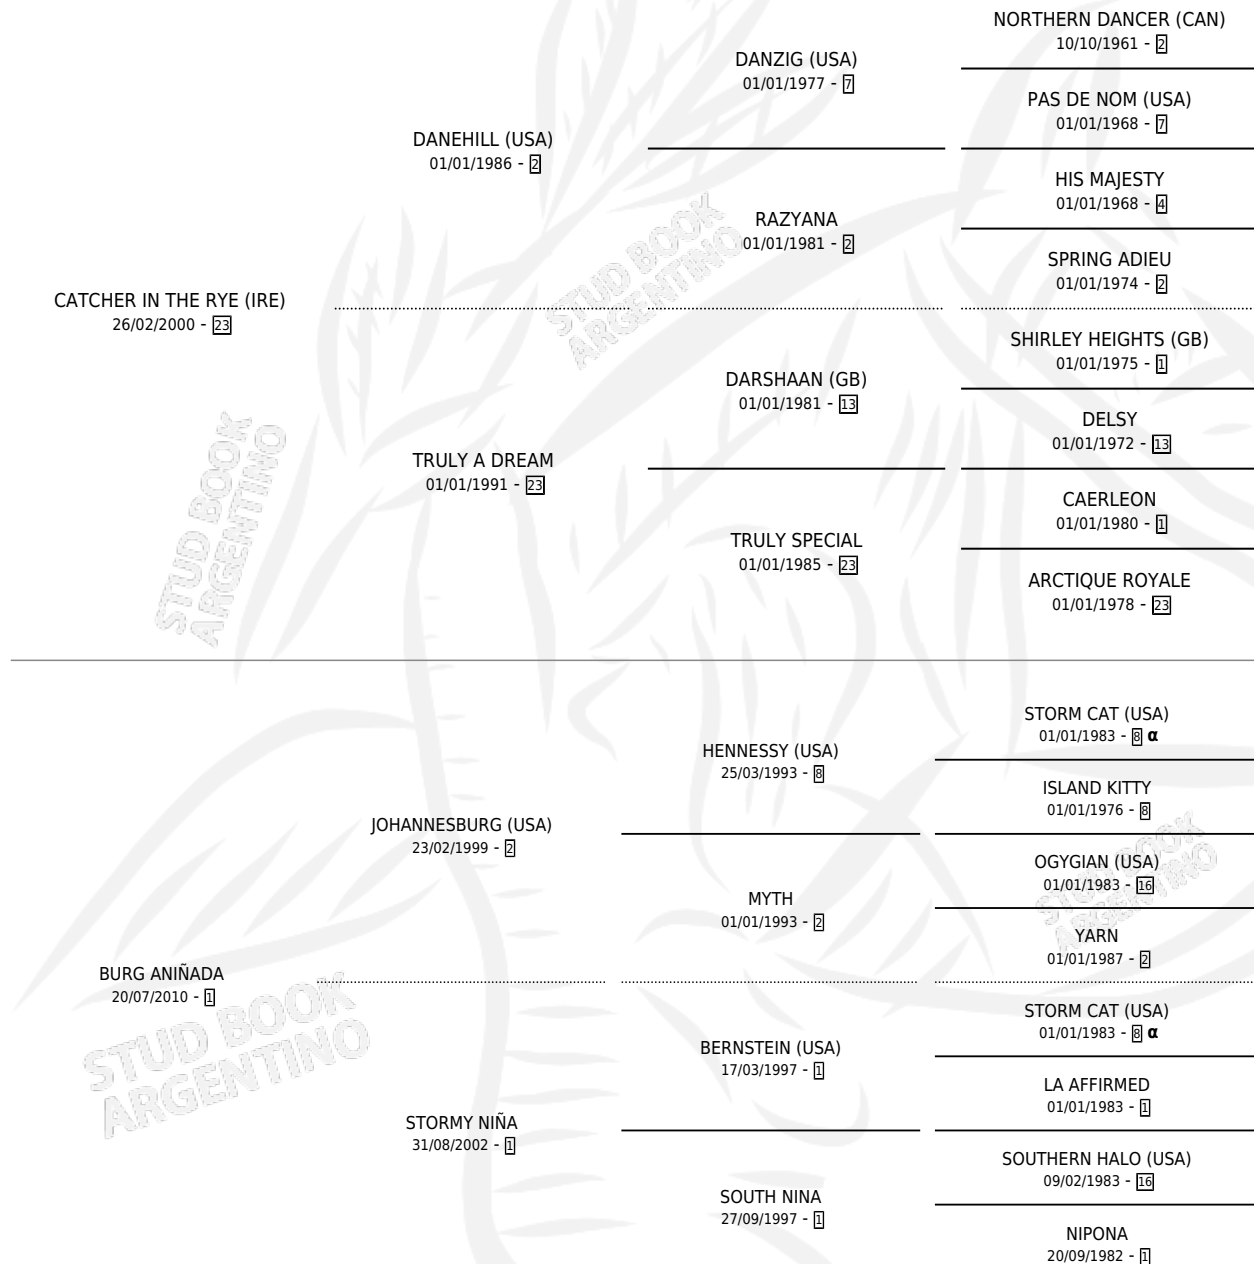 NORTHERN DANCER (CAN)
10/10/1961 - 2
DANZIG (USA)
01/01/1977 - 7
PAS DE NOM (USA)
01/01/1968 - 7
DANEHILL (USA)
01/01/1986 - 2
HIS MAJESTY
01/01/1968 - 4
RAZYANA
01/01/1981 - 2
SPRING ADIEU
01/01/1974 - 2
CATCHER IN THE RYE (IRE)
26/02/2000 - 23
SHIRLEY HEIGHTS (GB)
01/01/1975 - 1
DARSHAAN (GB)
01/01/1981 - 13
DELSY
01/01/1972 - 13
TRULY A DREAM
01/01/1991 - 23
CAERLEON
01/01/1980 - 1
TRULY SPECIAL
01/01/1985 - 23
ARCTIQUE ROYALE
01/01/1978 - 23
STORM CAT (USA)
01/01/1983 - 8 α
HENNESSY (USA)
25/03/1993 - 8
ISLAND KITTY
01/01/1976 - 8
JOHANNESBURG (USA)
23/02/1999 - 2
OGYGIAN (USA)
01/01/1983 - 16
MYTH
01/01/1993 - 2
YARN
01/01/1987 - 2
BURG ANIÑADA
20/07/2010 - 1
STORM CAT (USA)
01/01/1983 - 8 α
BERNSTEIN (USA)
17/03/1997 - 1
LA AFFIRMED
01/01/1983 - 1
STORMY NIÑA
31/08/2002 - 1
SOUTHERN HALO (USA)
09/02/1983 - 16
SOUTH NINA
27/09/1997 - 1
NIPONA
20/09/1982 - 1
STUD BOOK
ARGENTINO
STUD BOOK
ARGENTINO
STUD BOOK
ARGENTINO
STUD BOOK
ARGENTINO